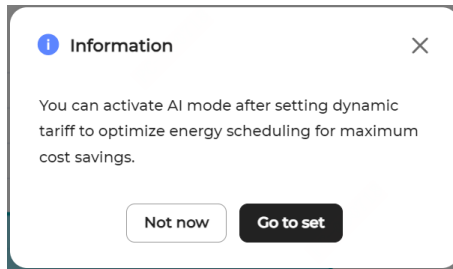 Information
You can activate AI mode after setting dynamic
tariff to optimize energy scheduling for maximum
cost savings.
Not now
Go to set